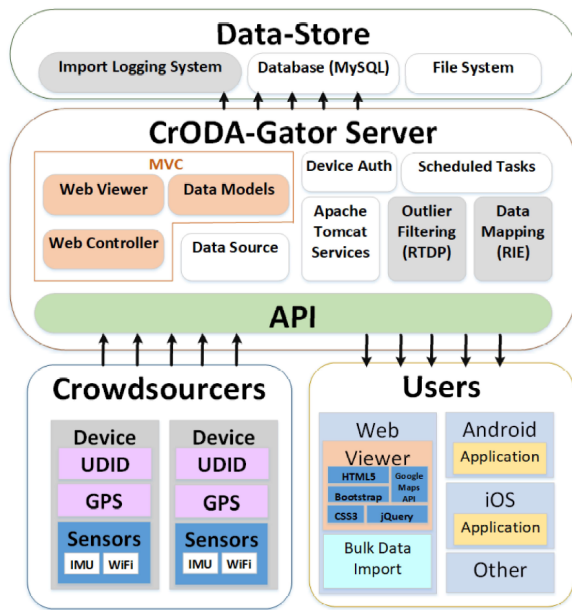 Data-Store
Import Logging System
Database (MySQL)
File System
CrODA-Gator Server
MVC
Web Viewer
Data Models
Web Controller
Data Source
Device Auth
Scheduled Tasks
Apache
Tomcat
Services
Outlier
Filtering
(RTDP)
Data
Mapping
(RIE)
API
Crowdsourcers
Device
UDID
GPS
Sensors
IMU
WiFi
Device
UDID
GPS
Sensors
IMU
WiFi
Users
Web
Viewer
HTML5
Bootstrap
Google
Maps
API
CSS3
jQuery
Bulk Data
Import
Android
Application
iOS
Application
Other